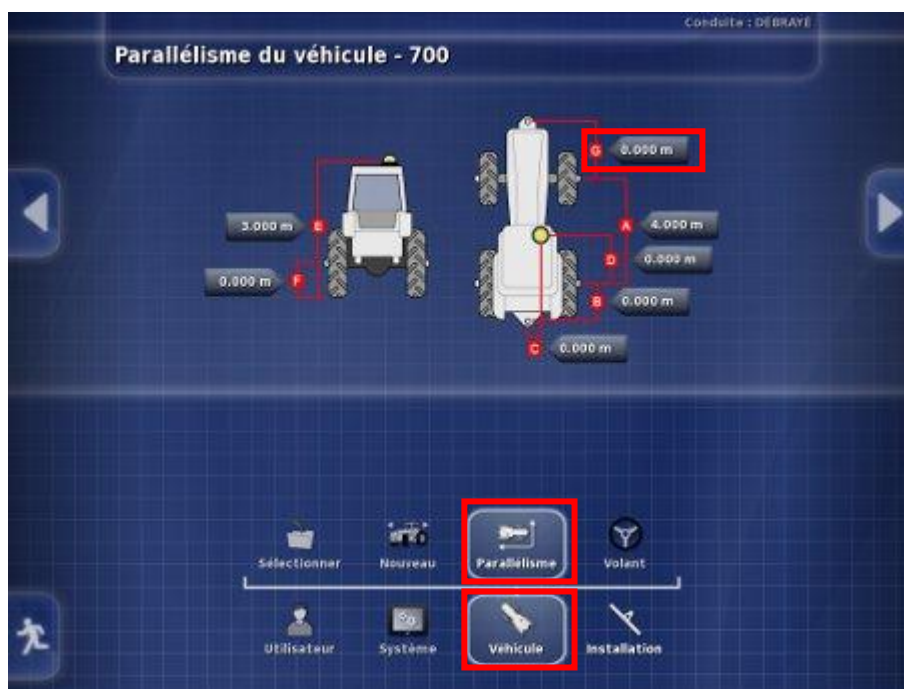 Conduite : DÉBRAYÉ
Parallélisme du véhicule - 700
G 0.000 m
3.000 m E
A 4.000 m
D 0.000 m
0.000 m F
B 0.000 m
C 0.000 m
Sélectionner Nouveau Parallélisme Volant
Utilisateur Système Véhicule Installation